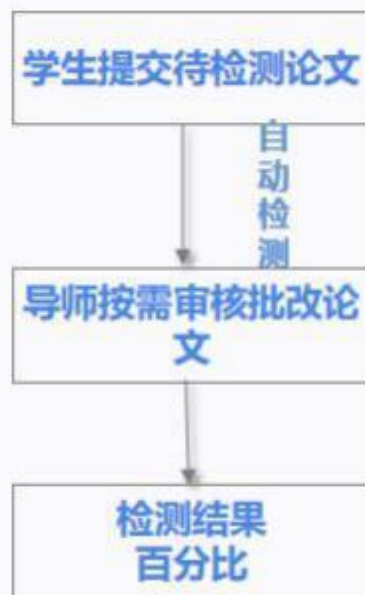 学生提交待检测论文
自动检测
导师按需审核批改论
文
检测结果
百分比